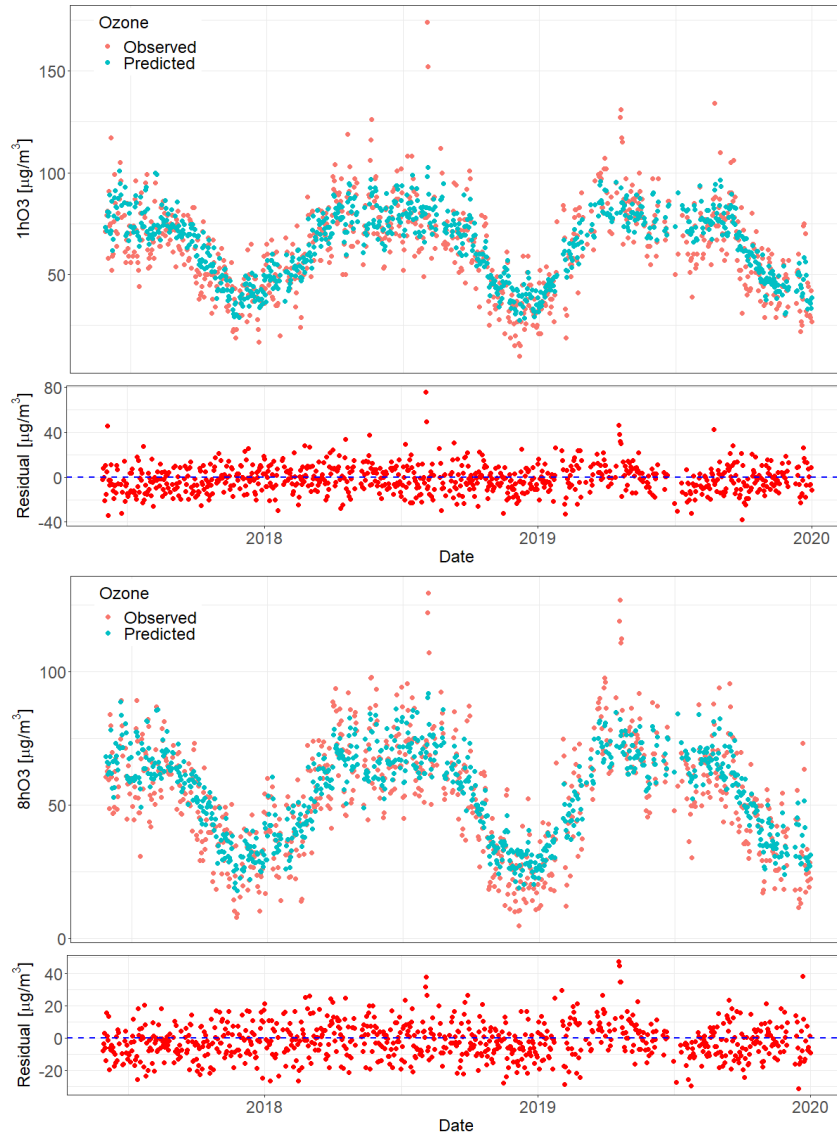 Ozone
Observed
Predicted
1hO3 [μg/m³]
150
100
50
Residual [μg/m³]
80
40
0
-40
2018
2019
2020
Date
Ozone
Observed
Predicted
8hO3 [μg/m³]
100
50
0
Residual [μg/m³]
40
20
0
-20
2018
2019
2020
Date